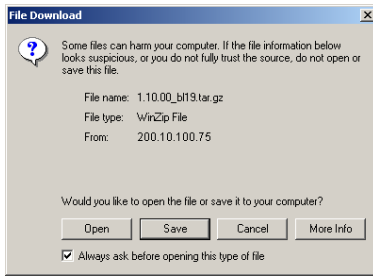 File Download
Some files can harm your computer. If the file information below
looks suspicious, or you do not fully trust the source, do not open or
save this file.
File name: 1.10.00_bl19.tar.gz
File type: WinZip File
From: 200.10.100.75
Would you like to open the file or save it to your computer?
Open Save Cancel More Info
Always ask before opening this type of file